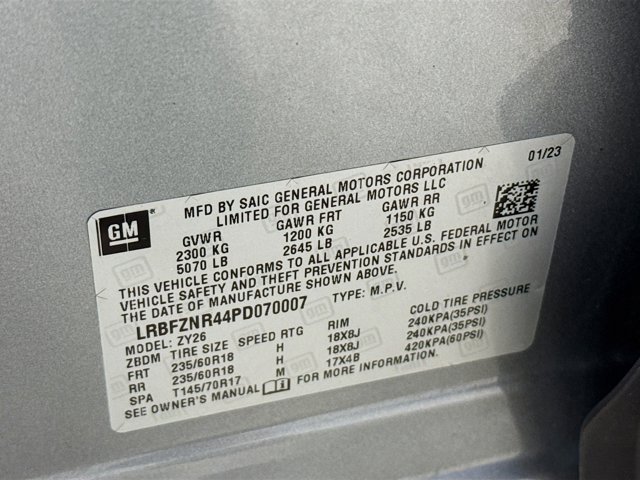 01/23
GM ®
MFD BY SAIC GENERAL MOTORS CORPORATION
LIMITED FOR GENERAL MOTORS LLC
GVWR GAWR FRT GAWR RR
2300 KG 1200 KG 1150 KG
5070 LB 2645 LB 2535 LB
THIS VEHICLE CONFORMS TO ALL APPLICABLE U.S. FEDERAL MOTOR
VEHICLE SAFETY AND THEFT PREVENTION STANDARDS IN EFFECT ON
THE DATE OF MANUFACTURE SHOWN ABOVE.
LRBFZNR44PD070007 TYPE: M.P.V.
MODEL: ZY26
ZBDM TIRE SIZE SPEED RTG RIM COLD TIRE PRESSURE
FRT 235/60R18 H 18X8J 240KPA(35PSI)
RR 235/60R18 H 18X8J 240KPA(35PSI)
SPA T145/70R17 M 17X4B 420KPA(60PSI)
SEE OWNER'S MANUAL FOR MORE INFORMATION.